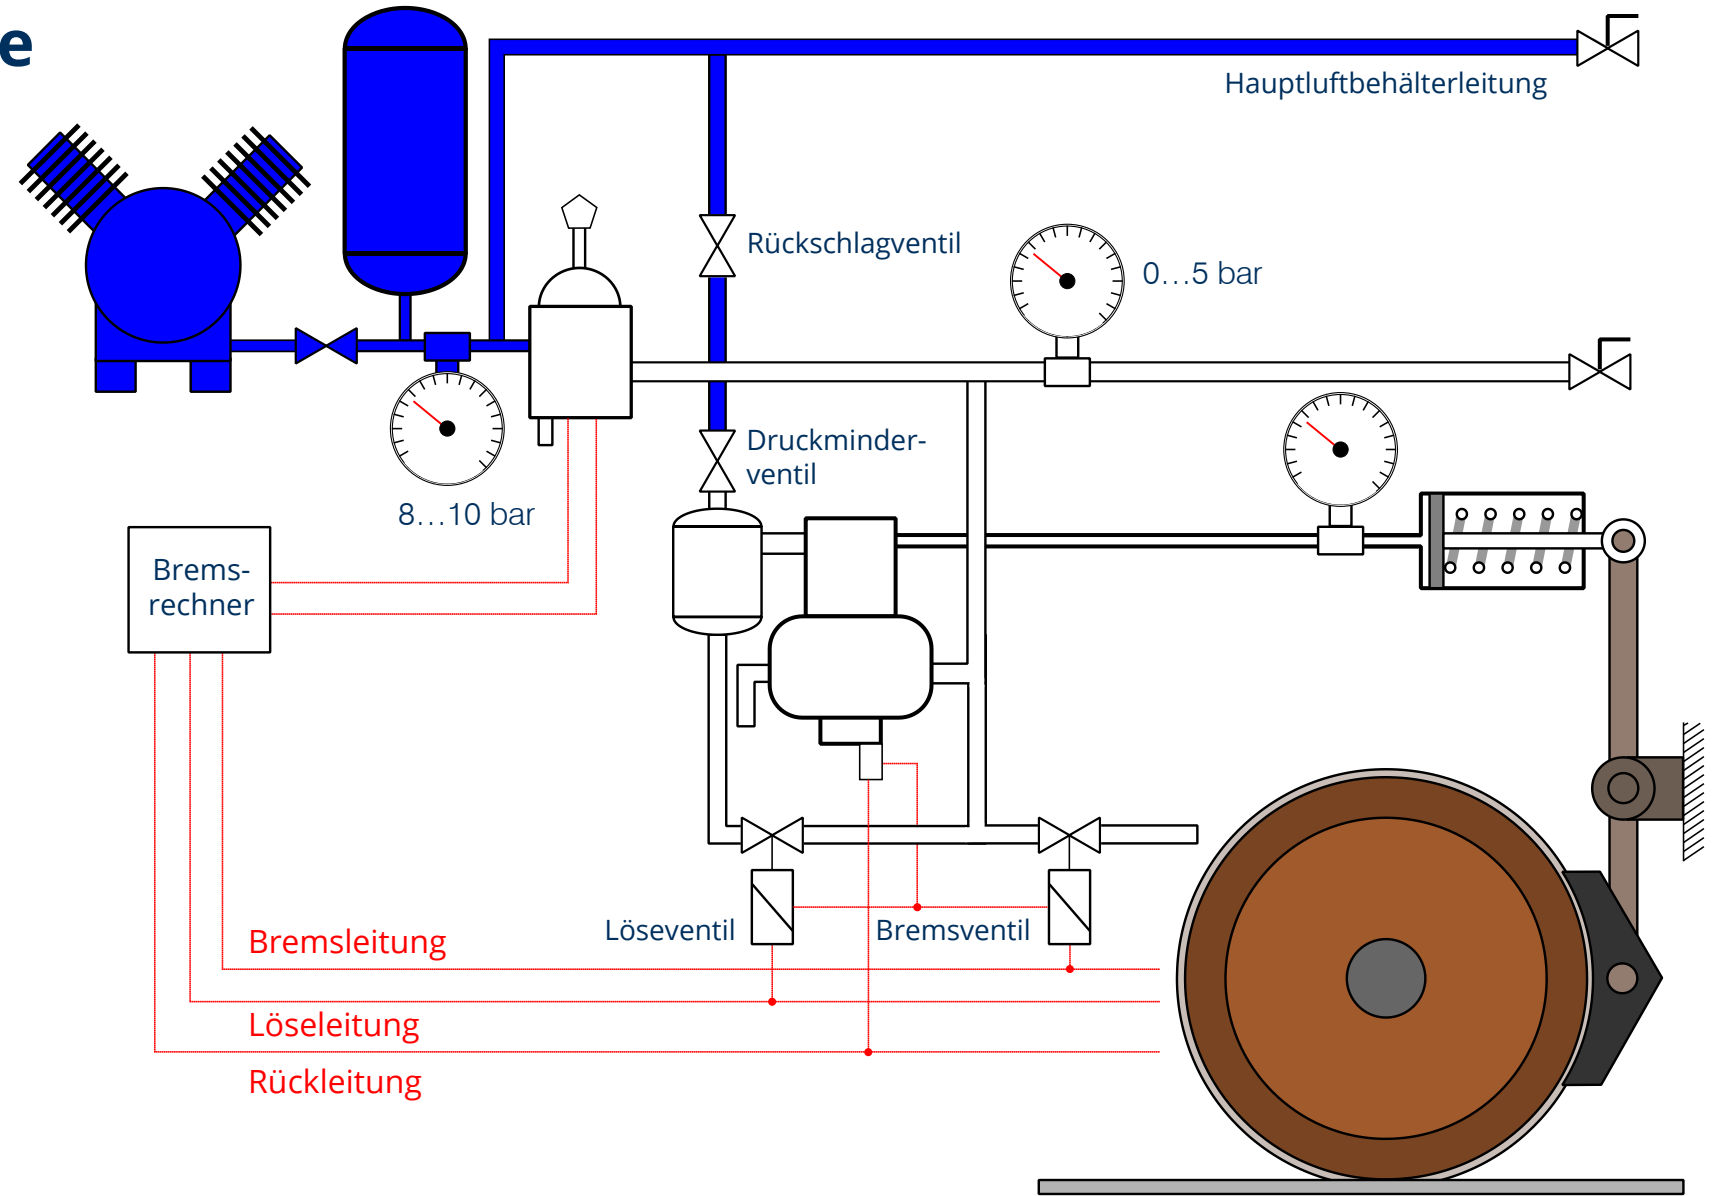 e
Hauptluftbehälterleitung
Rückschlagventil
0…5 bar
Druckminder-
ventil
8…10 bar
Brems-
rechner
Löseventil
Bremsventil
Bremsleitung
Löseleitung
Rückleitung